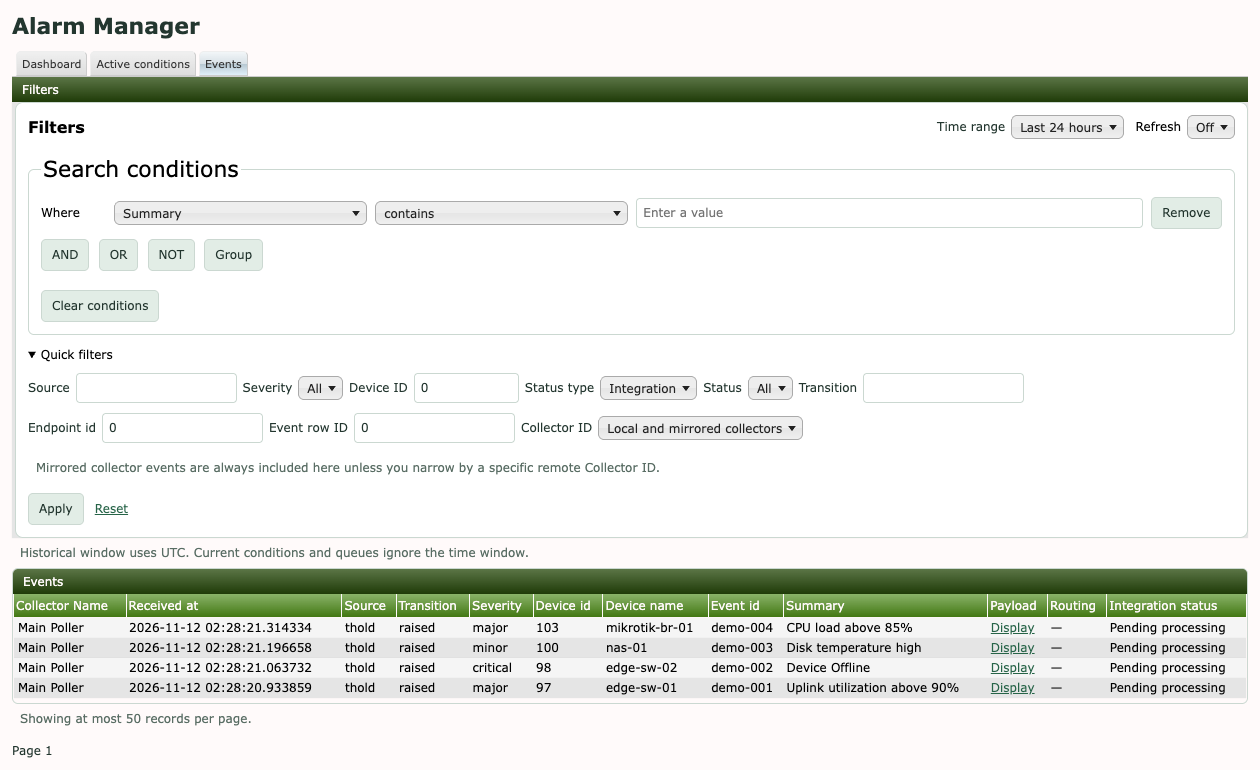 Alarm Manager
Dashboard Active conditions Events
Filters
Filters Time range Last 24 hours Refresh Off
Search conditions
Where Summary contains Enter a value Remove
AND OR NOT Group
Clear conditions
Quick filters
Source Severity All Device ID 0 Status type Integration Status All Transition
Endpoint id 0 Event row ID 0 Collector ID Local and mirrored collectors
Mirrored collector events are always included here unless you narrow by a specific remote Collector ID.
Apply Reset
Historical window uses UTC. Current conditions and queues ignore the time window.
Events
Collector Name Received at Source Transition Severity Device id Device name Event id Summary Payload Routing Integration status
Main Poller 2026-11-12 02:28:21.314334 thold raised major 103 mikrotik-br-01 demo-004 CPU load above 85% Display — Pending processing
Main Poller 2026-11-12 02:28:21.196658 thold raised minor 100 nas-01 demo-003 Disk temperature high Display — Pending processing
Main Poller 2026-11-12 02:28:21.063732 thold raised critical 98 edge-sw-02 demo-002 Device Offline Display — Pending processing
Main Poller 2026-11-12 02:28:20.933859 thold raised major 97 edge-sw-01 demo-001 Uplink utilization above 90% Display — Pending processing
Showing at most 50 records per page.
Page 1